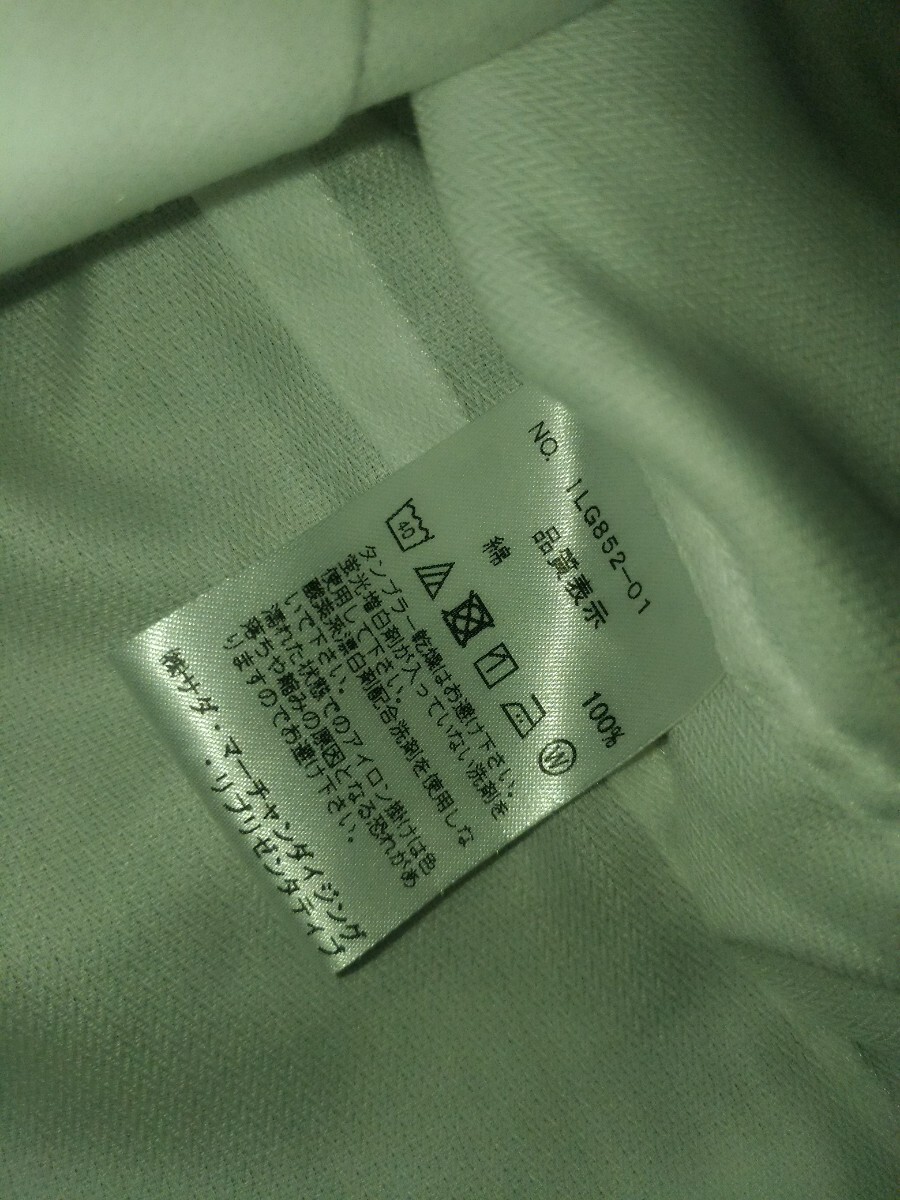 NO. ILG852-01
品質表示
綿 100%
40
W
タンブラー乾燥はお避け下さい。
蛍光増白剤が入っていない洗剤を
使用して下さい。
酸素系漂白剤配合洗剤を使用しな
いで下さい。
濡れた状態でのアイロン掛けは色
落ちや縮みの原因となる恐れがあ
りますのでお避け下さい。
㈱サダ・マーチャンダイジング
・リプリゼンタティブ